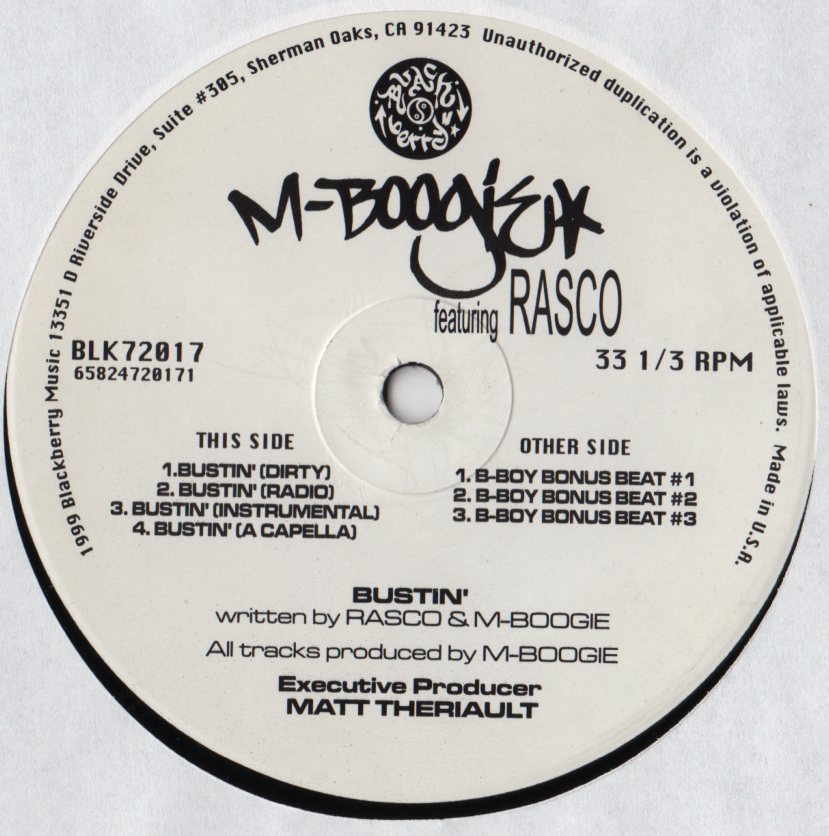 1999 Blackberry Music 13351 D Riverside Drive, Suite #305, Sherman Oaks, CA 91423 Unauthorized duplication is a violation of applicable laws. Made in U.S.A.
Black
berry
M-BOOGIE
featuring RASCO
BLK72017
65824720171
33 1/3 RPM
THIS SIDE
1.BUSTIN' (DIRTY)
2. BUSTIN' (RADIO)
3. BUSTIN' (INSTRUMENTAL)
4. BUSTIN' (A CAPELLA)
OTHER SIDE
1. B-BOY BONUS BEAT #1
2. B-BOY BONUS BEAT #2
3. B-BOY BONUS BEAT #3
BUSTIN'
written by RASCO & M-BOOGIE
All tracks produced by M-BOOGIE
Executive Producer
MATT THERIAULT